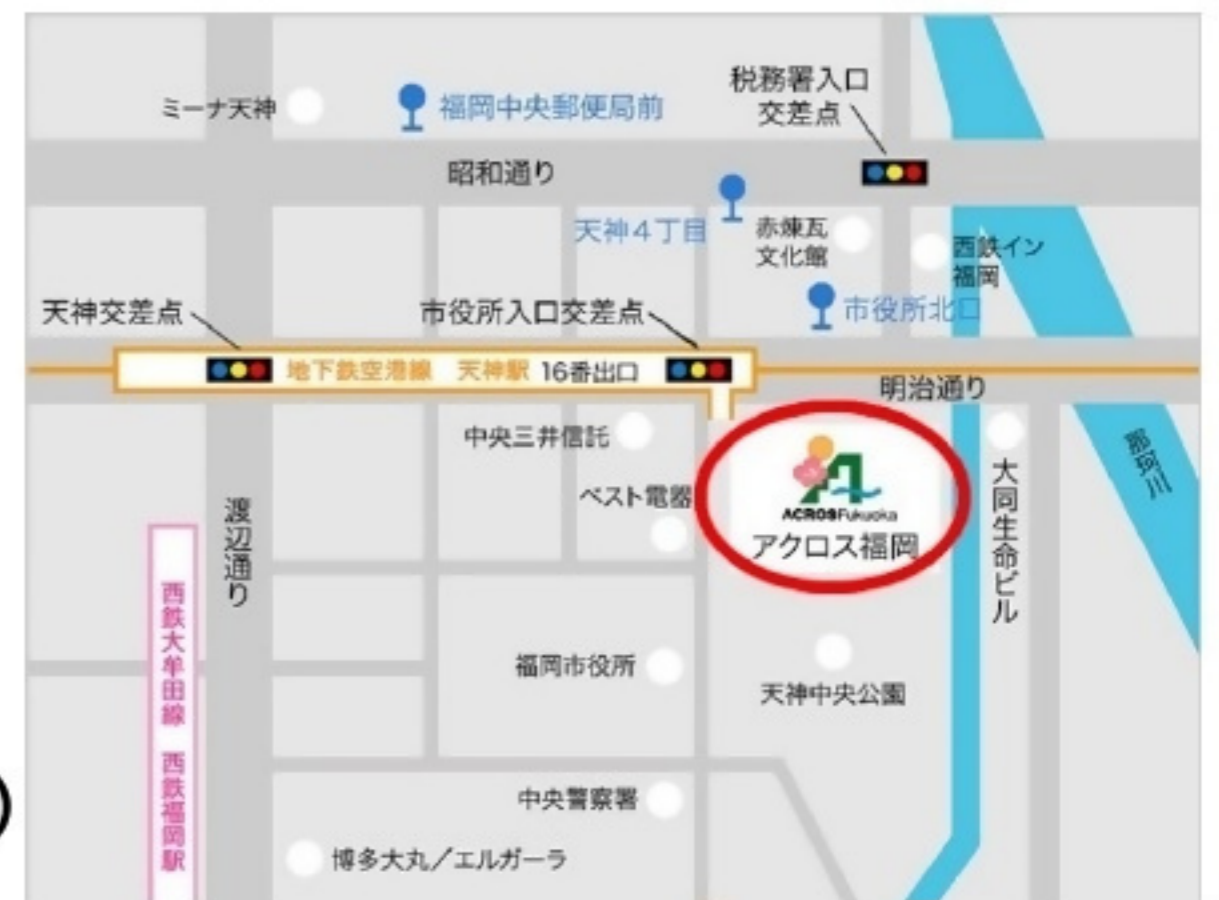 税務署入口
交差点
ミーナ天神
福岡中央郵便局前
昭和通り
天神4丁目
赤煉瓦
文化館
西鉄イン
福岡
天神交差点
市役所入口交差点
市役所北口
地下鉄空港線 天神駅 16番出口
明治通り
中央三井信託
那珂川
ベスト電器
ACROS Fukuoka
アクロス福岡
大同生命ビル
渡辺通り
西鉄大牟田線 西鉄福岡駅
福岡市役所
天神中央公園
中央警察署
博多大丸／エルガーラ